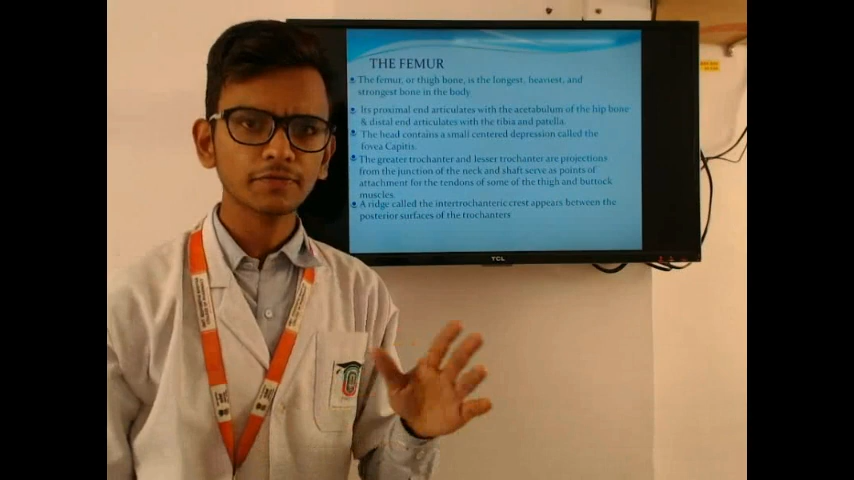 THE FEMUR
The femur, or thigh bone, is the longest, heaviest, and
strongest bone in the body
Its proximal end articulates with the acetabulum of the hip bone
& distal end articulates with the tibia and patella.
The head contains a small centered depression called the
fovea Capitis.
The greater trochanter and lesser trochanter are projections
from the junction of the neck and shaft serve as points of
attachment for the tendons of some of the thigh and buttock
muscles.
A ridge called the intertrochanteric crest appears between the
posterior surfaces of the trochanters
TCL